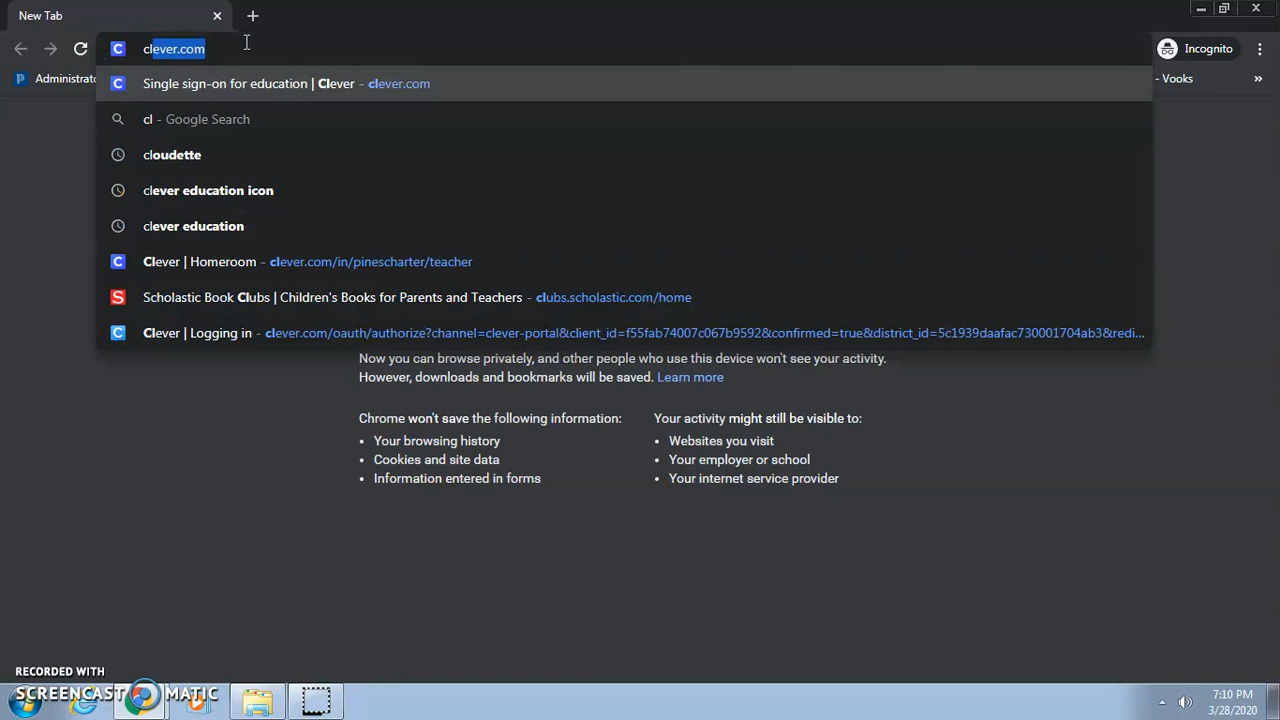 New Tab
clever.com
Incognito
Administrato
- Vooks
»
C Single sign-on for education | Clever - clever.com
cl - Google Search
cloudette
clever education icon
clever education
C Clever | Homeroom - clever.com/in/pinescharter/teacher
S Scholastic Book Clubs | Children's Books for Parents and Teachers - clubs.scholastic.com/home
C Clever | Logging in - clever.com/oauth/authorize?channel=clever-portal&client_id=f55fab74007c067b9592&confirmed=true&district_id=5c1939daafac730001704ab3&redi...
Now you can browse privately, and other people who use this device won't see your activity.
However, downloads and bookmarks will be saved. Learn more
Chrome won't save the following information:
• Your browsing history
• Cookies and site data
• Information entered in forms
Your activity might still be visible to:
• Websites you visit
• Your employer or school
• Your internet service provider
RECORDED WITH
SCREENCAST MATIC
7:10 PM
3/28/2020